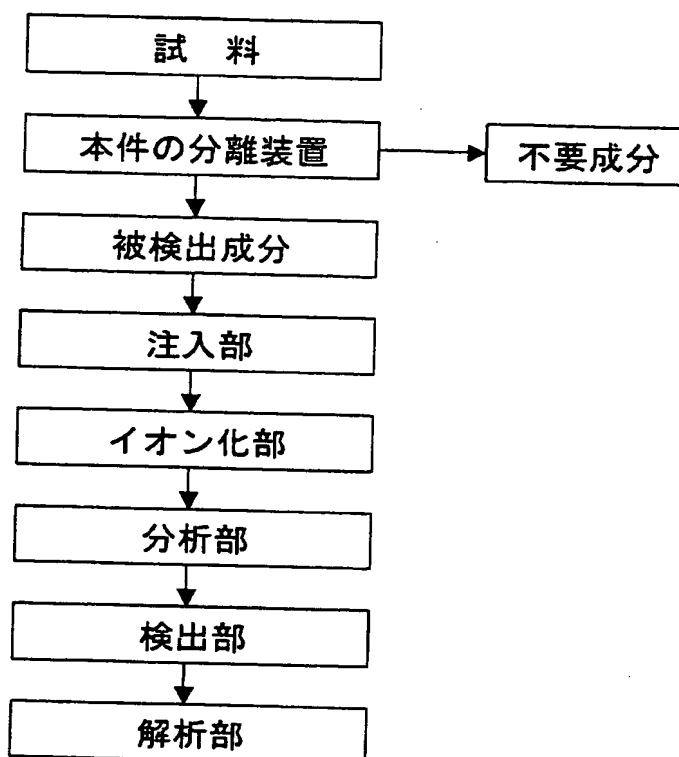 試 料
本件の分離装置
不要成分
被検出成分
注入部
イオン化部
分析部
検出部
解析部